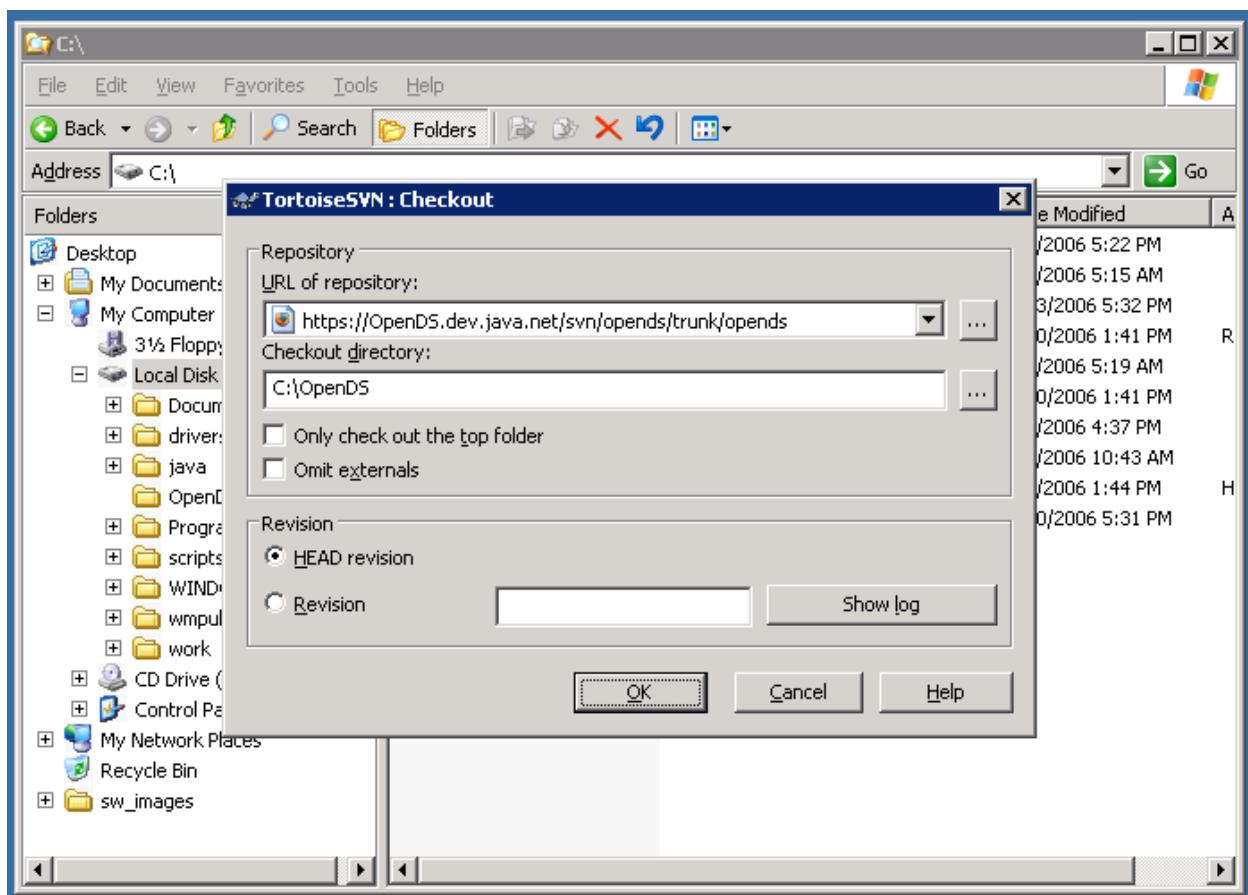 C:\
File Edit View Favorites Tools Help
Back Search Folders
Address C:\ Go
Folders
e Modified A
Desktop
My Documents
My Computer
3½ Floppy
Local Disk
Docum
drivers
java
OpenD
Progra
scripts
WINDO
wmpul
work
CD Drive (
Control Pa
My Network Places
Recycle Bin
sw_images
/2006 5:22 PM
/2006 5:15 AM
3/2006 5:32 PM
0/2006 1:41 PM R
/2006 5:19 AM
0/2006 1:41 PM
/2006 4:37 PM
/2006 10:43 AM
/2006 1:44 PM H
0/2006 5:31 PM
TortoiseSVN : Checkout
Repository
URL of repository:
https://OpenDS.dev.java.net/svn/opends/trunk/opends
...
Checkout directory:
C:\OpenDS
...
Only check out the top folder
Omit externals
Revision
HEAD revision
Revision
Show log
OK Cancel Help